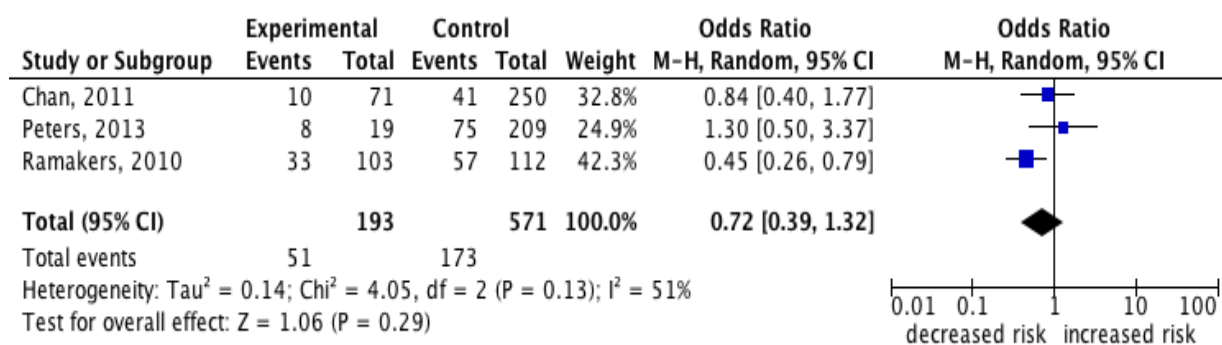 Experimental Control Odds Ratio Odds Ratio
Study or Subgroup Events Total Events Total Weight M-H, Random, 95% CI M-H, Random, 95% CI
Chan, 2011 10 71 41 250 32.8% 0.84 [0.40, 1.77]
Peters, 2013 8 19 75 209 24.9% 1.30 [0.50, 3.37]
Ramakers, 2010 33 103 57 112 42.3% 0.45 [0.26, 0.79]
Total (95% CI) 193 571 100.0% 0.72 [0.39, 1.32]
Total events 51 173
Heterogeneity: Tau² = 0.14; Chi² = 4.05, df = 2 (P = 0.13); I² = 51%
Test for overall effect: Z = 1.06 (P = 0.29)
0.01 0.1 1 10 100
decreased risk increased risk